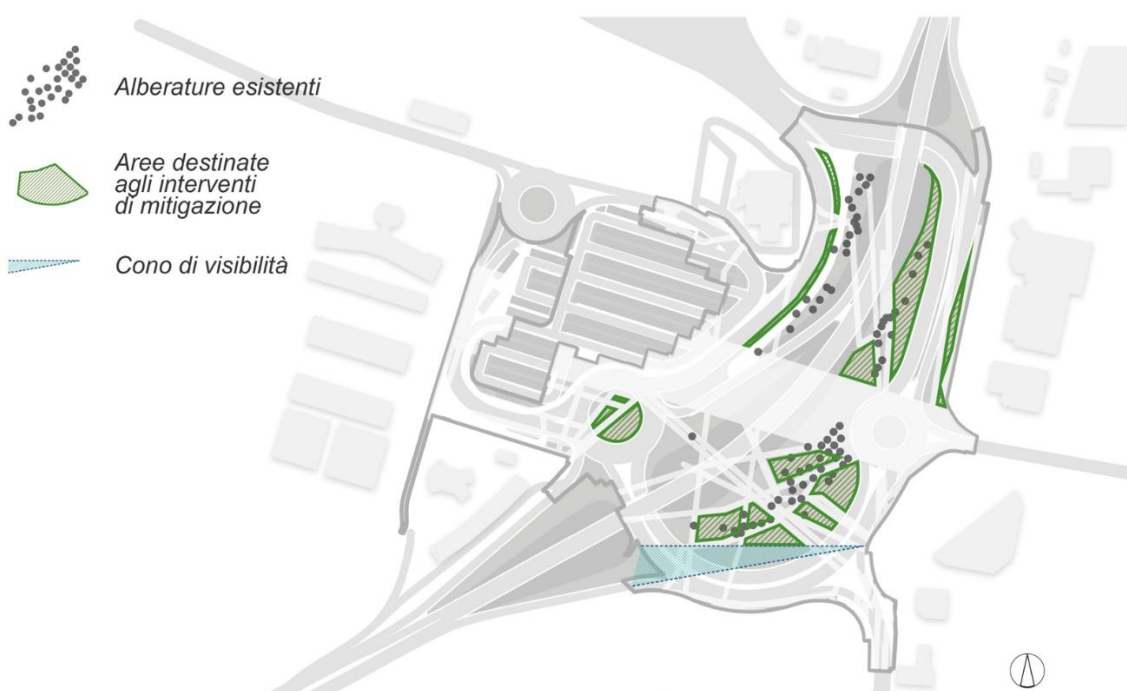 Alberature esistenti
Aree destinate
agli interventi
di mitigazione
Cono di visibilità